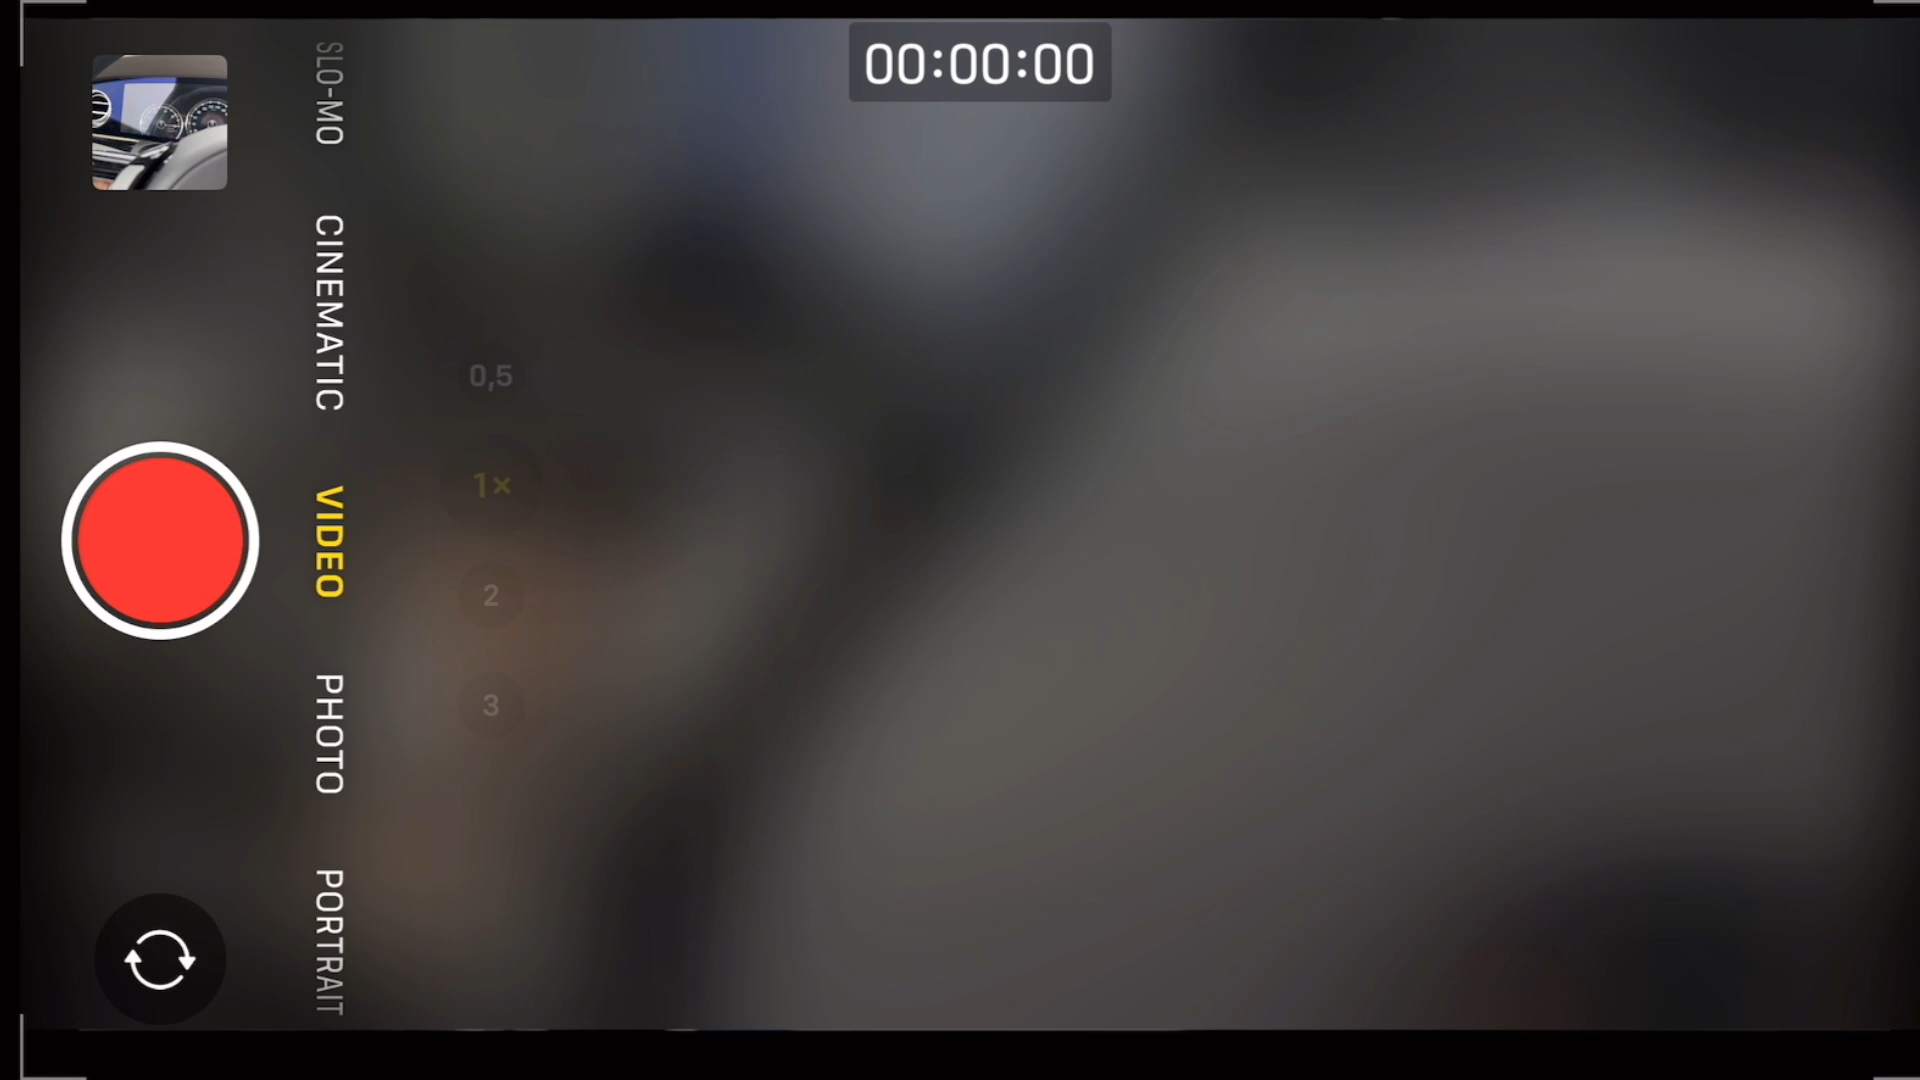 00:00:00
SLO-MO
CINEMATIC
VIDEO
PHOTO
PORTRAIT
0,5
1×
2
3